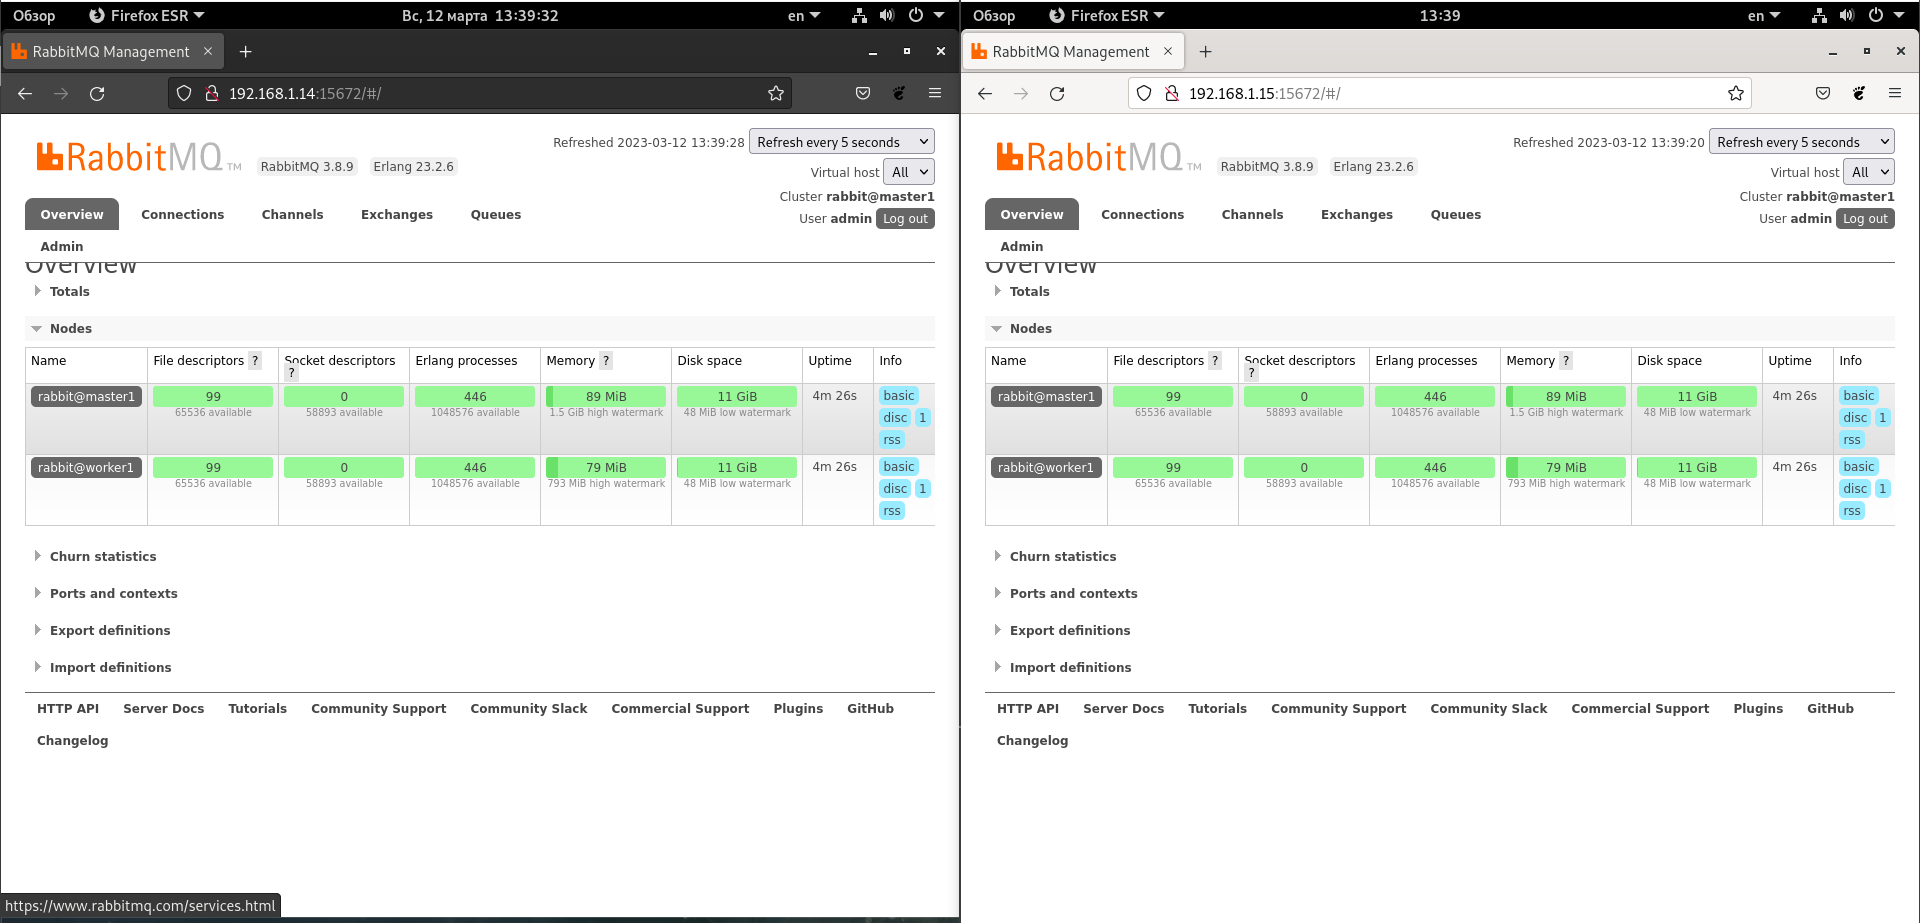 Обзор Firefox ESR Вс, 12 марта 13:39:32 en
RabbitMQ Management
192.168.1.14:15672/#/
RabbitMQ TM RabbitMQ 3.8.9 Erlang 23.2.6
Refreshed 2023-03-12 13:39:28 Refresh every 5 seconds
Virtual host All
Cluster rabbit@master1
User admin Log out
Overview Connections Channels Exchanges Queues
Admin
Overview
Totals
Nodes
Name File descriptors ? Socket descriptors ? Erlang processes Memory ? Disk space Uptime Info
rabbit@master1 99 0 446 89 MiB 11 GiB 4m 26s basic
65536 available 58893 available 1048576 available 1.5 GiB high watermark 48 MiB low watermark disc 1
rss
rabbit@worker1 99 0 446 79 MiB 11 GiB 4m 26s basic
65536 available 58893 available 1048576 available 793 MiB high watermark 48 MiB low watermark disc 1
rss
Churn statistics
Ports and contexts
Export definitions
Import definitions
HTTP API Server Docs Tutorials Community Support Community Slack Commercial Support Plugins GitHub
Changelog
https://www.rabbitmq.com/services.html
Обзор Firefox ESR 13:39 en
RabbitMQ Management
192.168.1.15:15672/#/
RabbitMQ TM RabbitMQ 3.8.9 Erlang 23.2.6
Refreshed 2023-03-12 13:39:20 Refresh every 5 seconds
Virtual host All
Cluster rabbit@master1
User admin Log out
Overview Connections Channels Exchanges Queues
Admin
Overview
Totals
Nodes
Name File descriptors ? Socket descriptors ? Erlang processes Memory ? Disk space Uptime Info
rabbit@master1 99 0 446 89 MiB 11 GiB 4m 26s basic
65536 available 58893 available 1048576 available 1.5 GiB high watermark 48 MiB low watermark disc 1
rss
rabbit@worker1 99 0 446 79 MiB 11 GiB 4m 26s basic
65536 available 58893 available 1048576 available 793 MiB high watermark 48 MiB low watermark disc 1
rss
Churn statistics
Ports and contexts
Export definitions
Import definitions
HTTP API Server Docs Tutorials Community Support Community Slack Commercial Support Plugins GitHub
Changelog